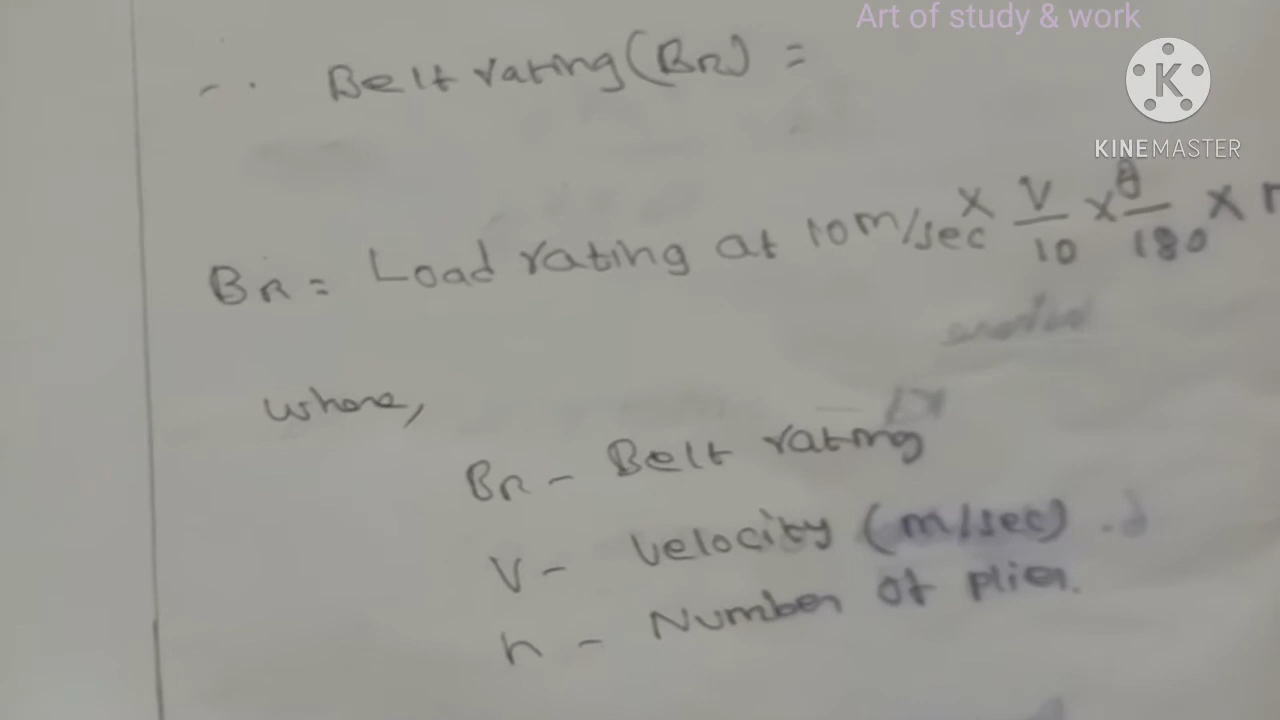 Art of study & work
K
KINEMASTER
∴ Belt rating (BR) =
BR = Load rating at 10 m/sec × V/10 × θ/180 ×
where,
BR - Belt rating
V - Velocity (m/sec).
n - Number of plies.